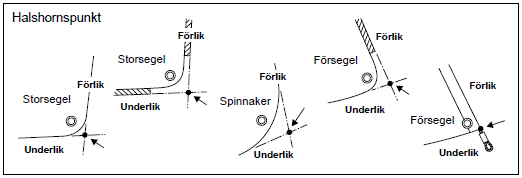 Halshornspunkt
Storsegel
Förlik
Underlik
Storsegel
Förlik
Underlik
Spinnaker
Förlik
Underlik
Försegel
Förlik
Underlik
Försegel
Förlik
Underlik